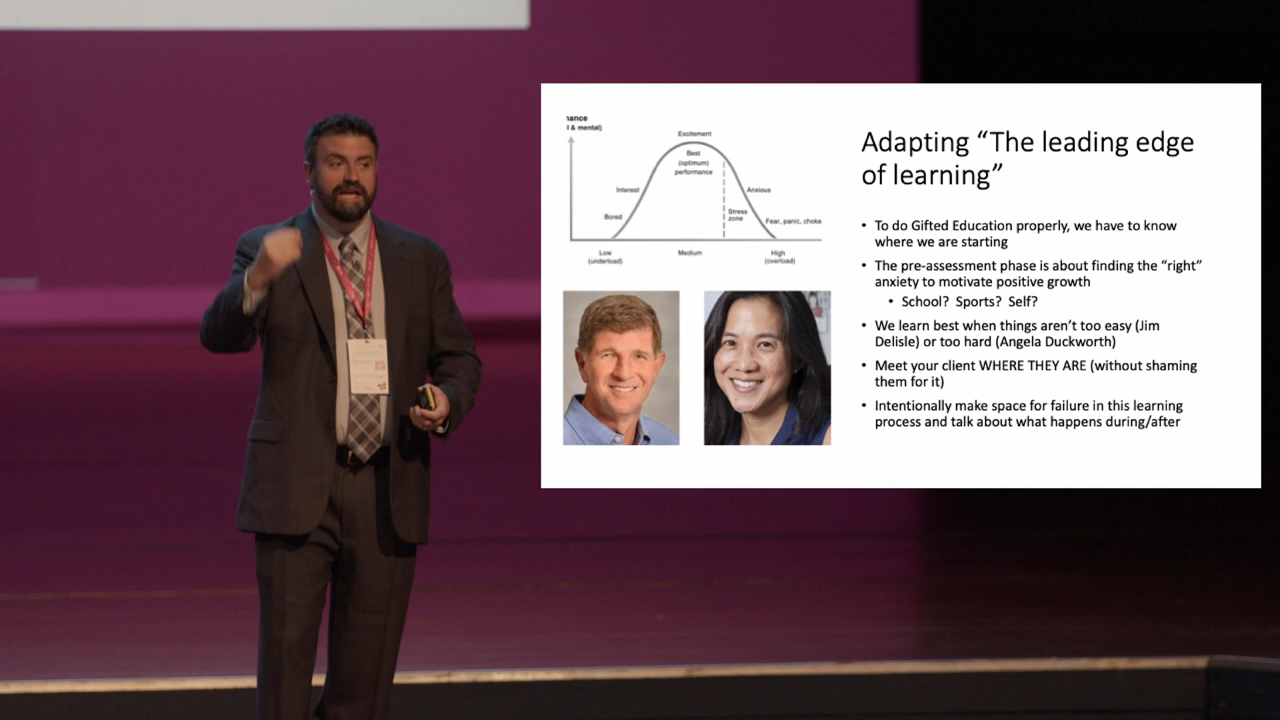 nance
l & mental)
Excitement
Best
(optimum)
performance
Interest
Anxious
Bored
Stress
zone
Fear, panic, choke
Low
(underload)
Medium
High
(overload)
Adapting “The leading edge
of learning”
• To do Gifted Education properly, we have to know
where we are starting
• The pre-assessment phase is about finding the “right”
anxiety to motivate positive growth
• School? Sports? Self?
• We learn best when things aren’t too easy (Jim
Delisle) or too hard (Angela Duckworth)
• Meet your client WHERE THEY ARE (without shaming
them for it)
• Intentionally make space for failure in this learning
process and talk about what happens during/after